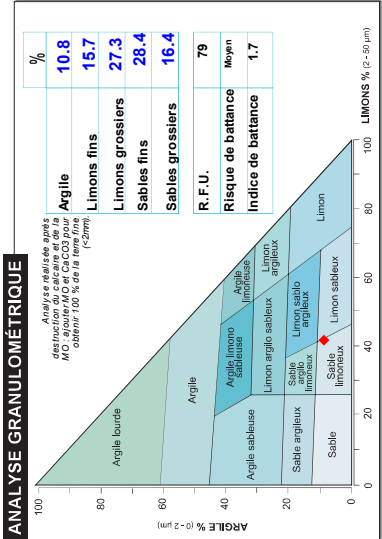 ANALYSE GRANULOMÉTRIQUE
Analyse réalisée après
destruction du calcaire et de la
MO : ajouter MO et CaCO3 pour
obtenir 100 % de la terre fine
(<2mm).
%
Argile 10.8
Limons fins 15.7
Limons grossiers 27.3
Sables fins 28.4
Sables grossiers 16.4
R.F.U. 79
Risque de battance Moyen
Indice de battance 1.7
ARGILE % (0 - 2 µm)
100
80
60
40
20
0
Argile lourde
Argile
Argile limono
sableuse
Argile
limoneuse
Argile sableuse
Limon argilo sableux
Limon
argileux
Sable argileux
Sable
argilo
limoneux
Limon sablo
argileux
Limon
Sable
Sable
limoneux
Limon sableux
0
20
40
60
80
100
LIMONS % (2 - 50 µm)